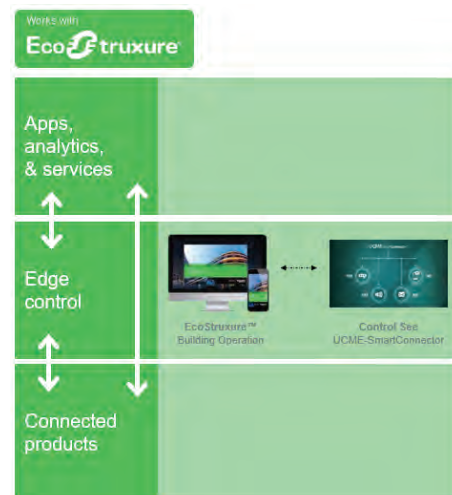 Works with
EcoStruxure
Apps,
analytics,
& services
Edge
control
EcoStruxure™
Building Operation
Control See
UCME-SmartConnector
Connected
products